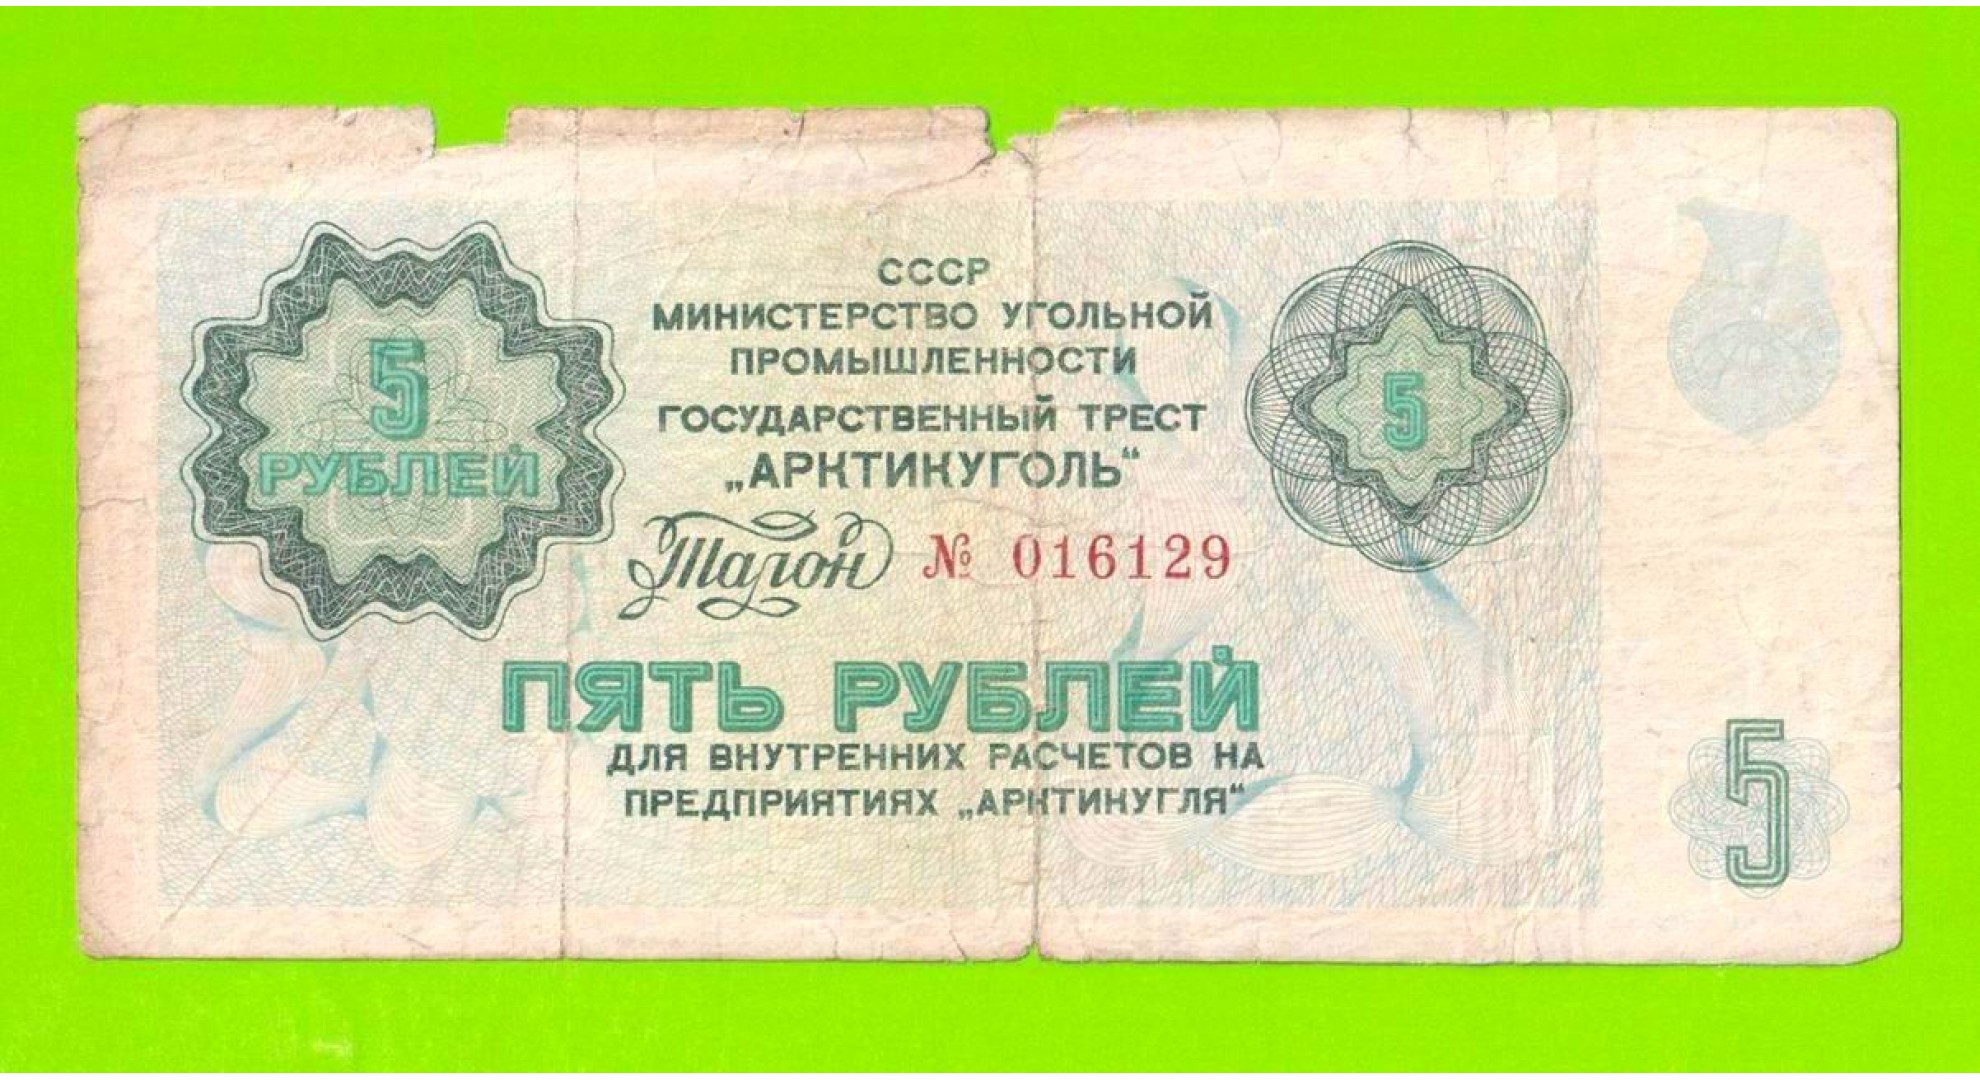 СССР
МИНИСТЕРСТВО УГОЛЬНОЙ
ПРОМЫШЛЕННОСТИ
ГОСУДАРСТВЕННЫЙ ТРЕСТ
„АРКТИКУГОЛЬ“
5
РУБЛЕЙ
5
Талон № 016129
ПЯТЬ РУБЛЕЙ
ДЛЯ ВНУТРЕННИХ РАСЧЕТОВ НА
ПРЕДПРИЯТИЯХ „АРКТИКУГЛЯ“
5